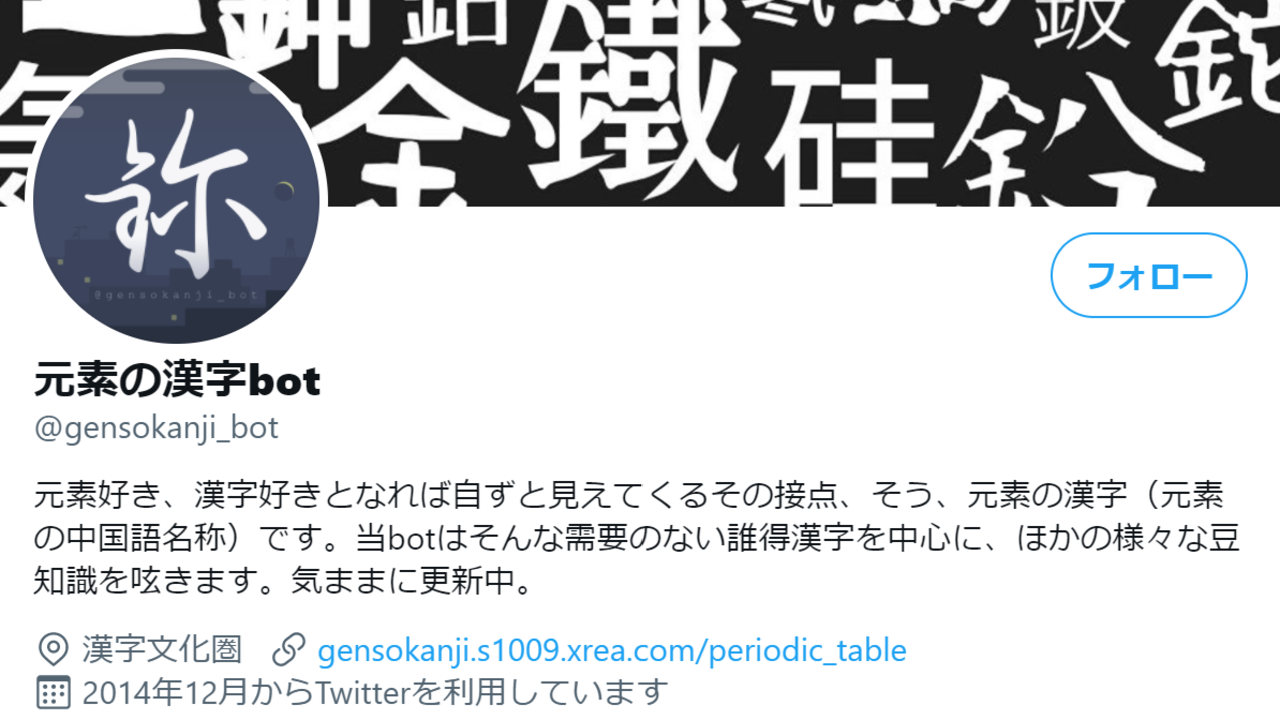 鈿 鉛 鈑
金 鐵 硅 鉛 鉈
鉨
@gensokanji_bot
フォロー
元素の漢字bot
@gensokanji_bot
元素好き、漢字好きとなれば自ずと見えてくるその接点、そう、元素の漢字（元素
の中国語名称）です。当botはそんな需要のない誰得漢字を中心に、ほかの様々な豆
知識を呟きます。気ままに更新中。
漢字文化圏 gensokanji.s1009.xrea.com/periodic_table
2014年12月からTwitterを利用しています